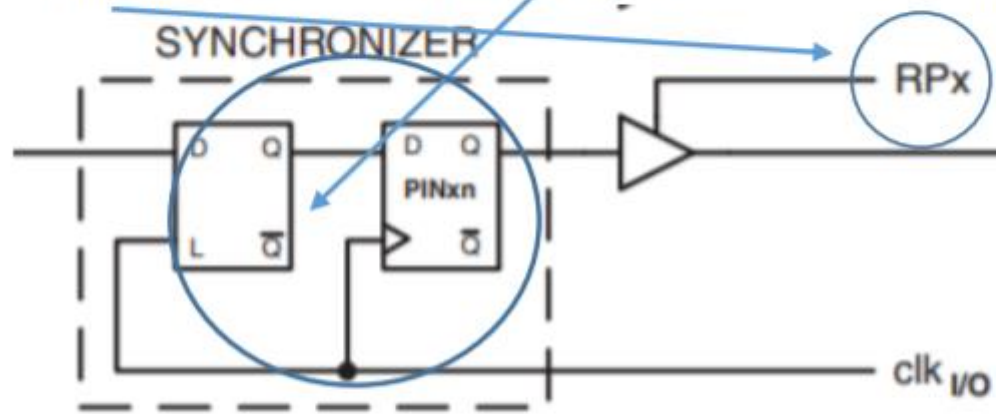 SYNCHRONIZER
RPx
D Q
D Q
PINxn
L Q̅
Q̅
clk I/O